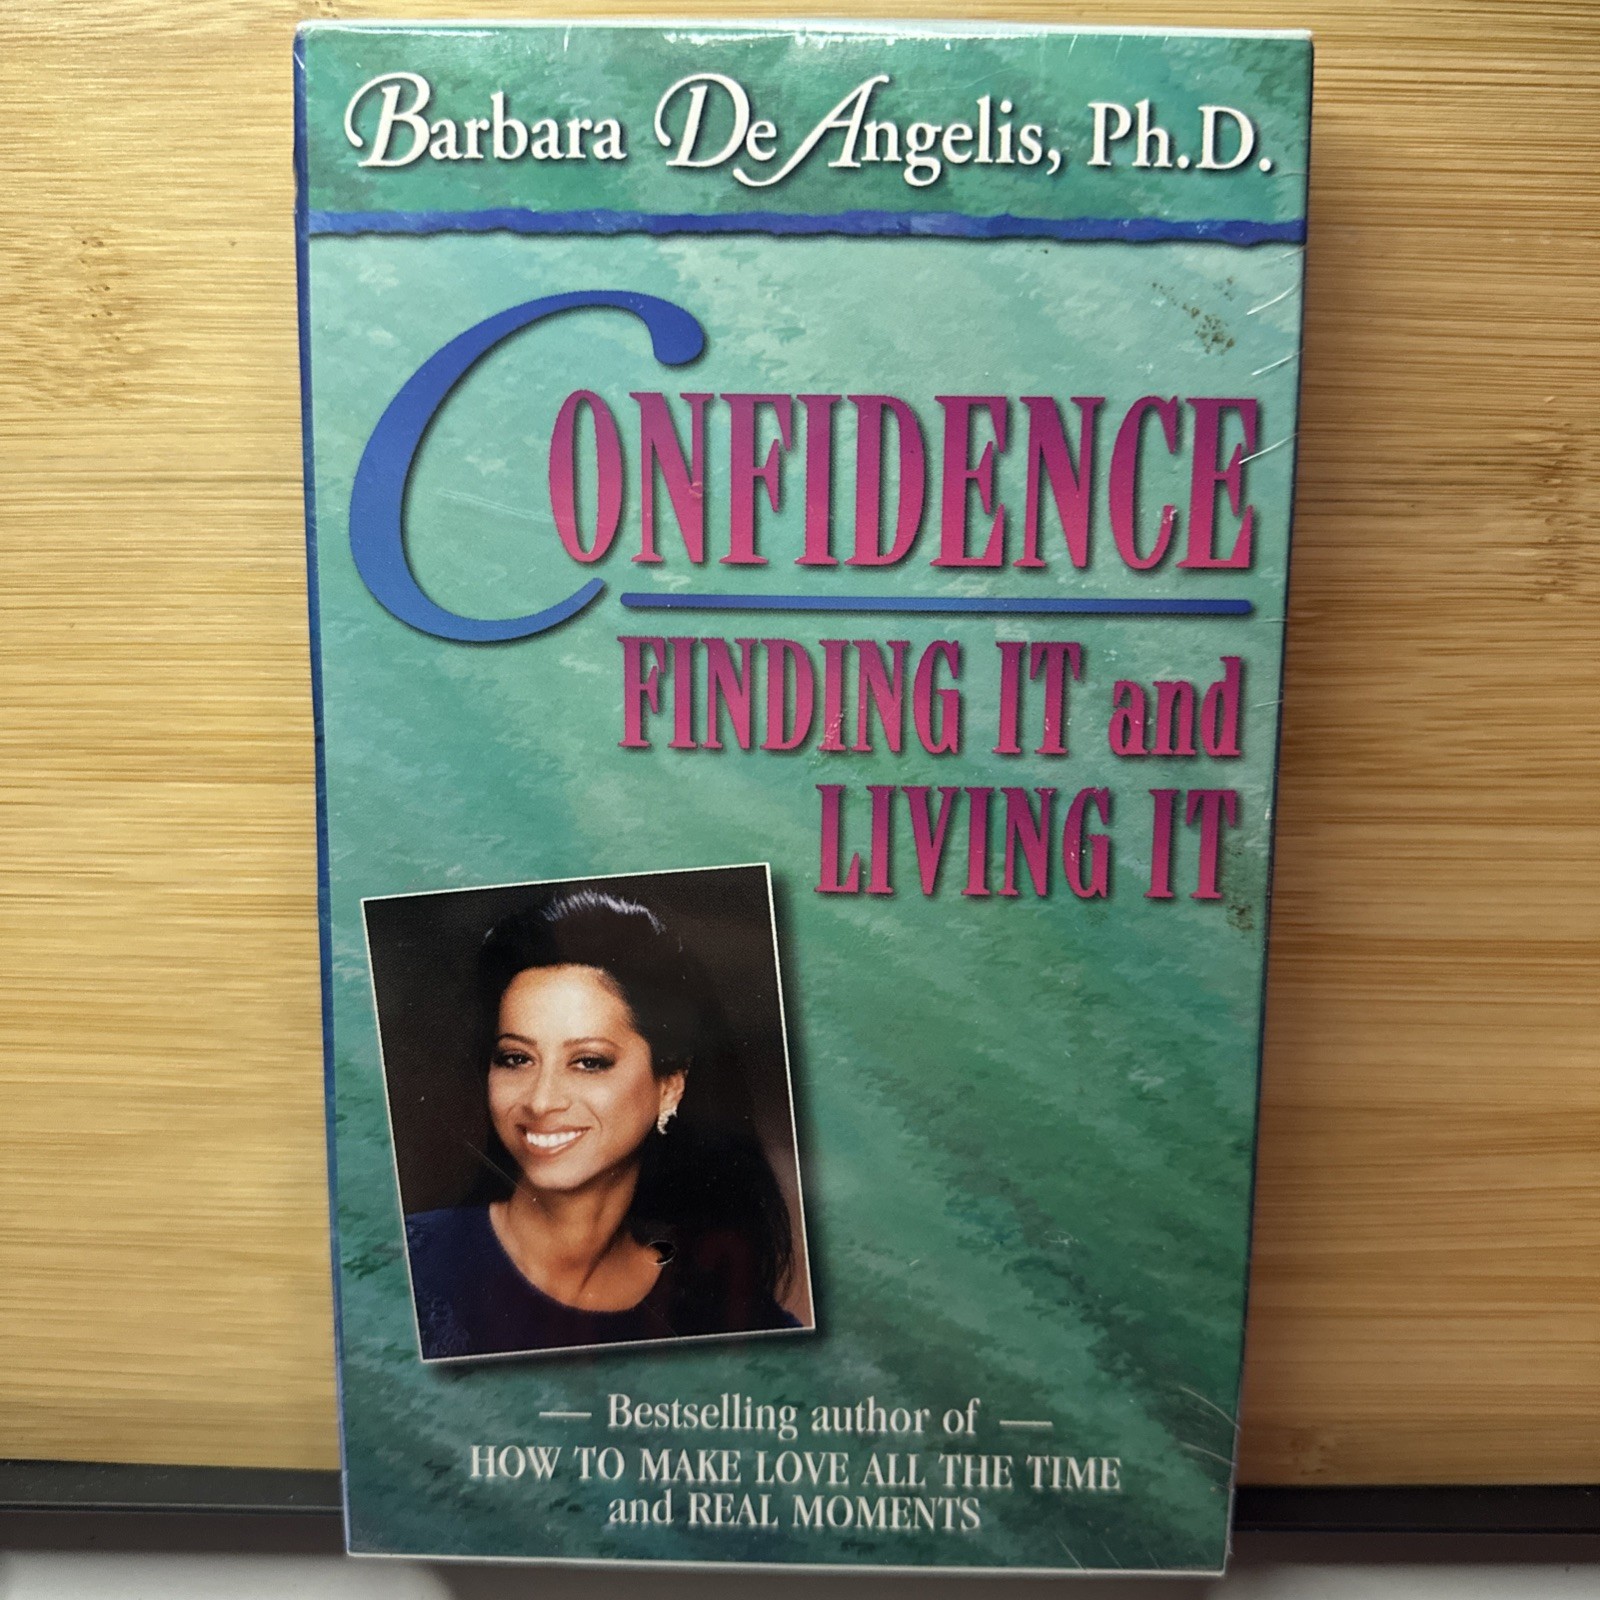 Barbara De Angelis, Ph.D.
CONFIDENCE
FINDING IT and
LIVING IT
— Bestselling author of —
HOW TO MAKE LOVE ALL THE TIME
and REAL MOMENTS